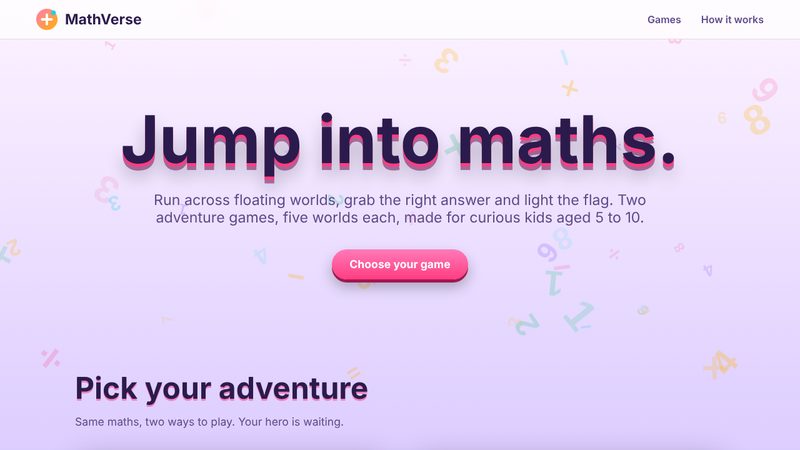 MathVerse
Games
How it works
Jump into maths.
Run across floating worlds, grab the right answer and light the flag. Two
adventure games, five worlds each, made for curious kids aged 5 to 10.
Choose your game
Pick your adventure
Same maths, two ways to play. Your hero is waiting.